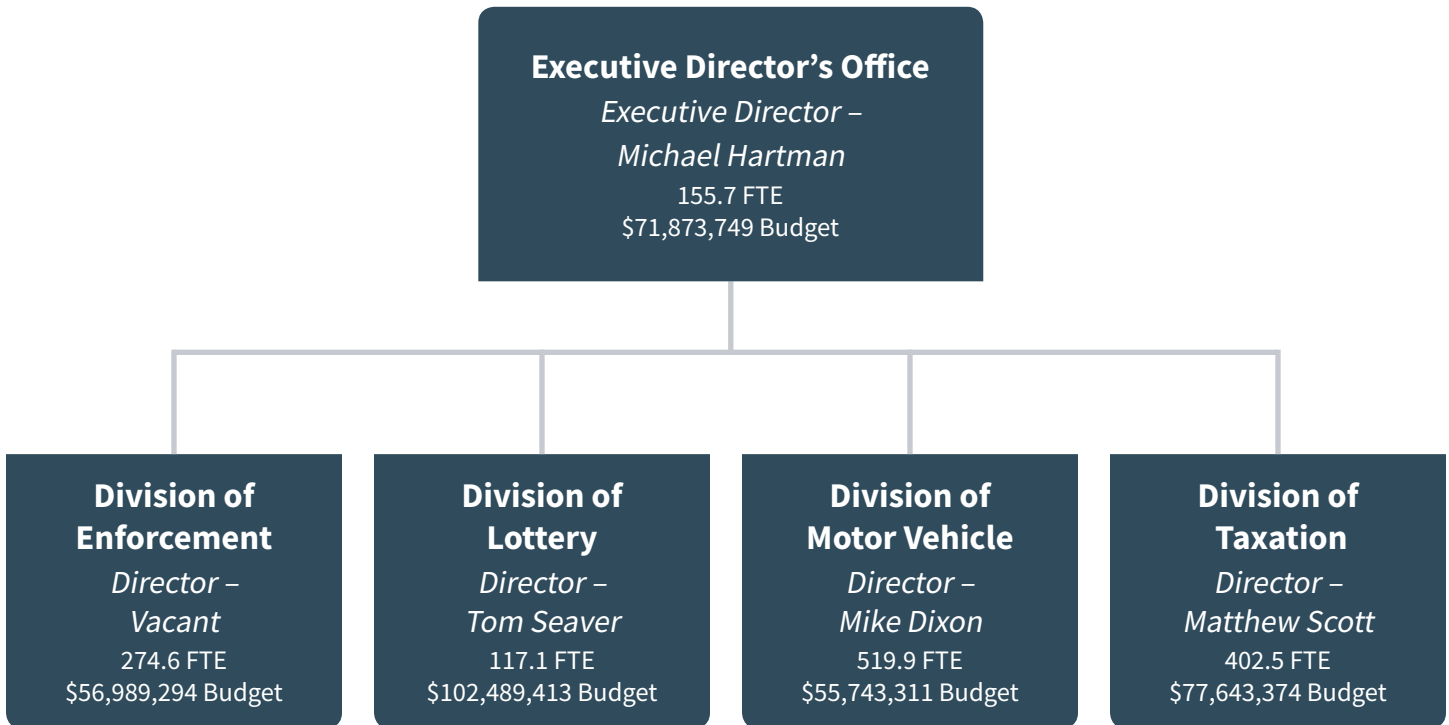 Executive Director’s Office
Executive Director –
Michael Hartman
155.7 FTE
$71,873,749 Budget
Division of
Enforcement
Director –
Vacant
274.6 FTE
$56,989,294 Budget
Division of
Lottery
Director –
Tom Seaver
117.1 FTE
$102,489,413 Budget
Division of
Motor Vehicle
Director –
Mike Dixon
519.9 FTE
$55,743,311 Budget
Division of
Taxation
Director –
Matthew Scott
402.5 FTE
$77,643,374 Budget